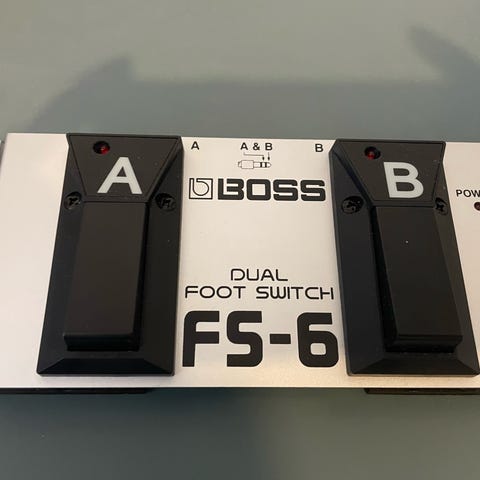 A A & B B
A
B
BOSS
POW
DUAL
FOOT SWITCH
FS-6